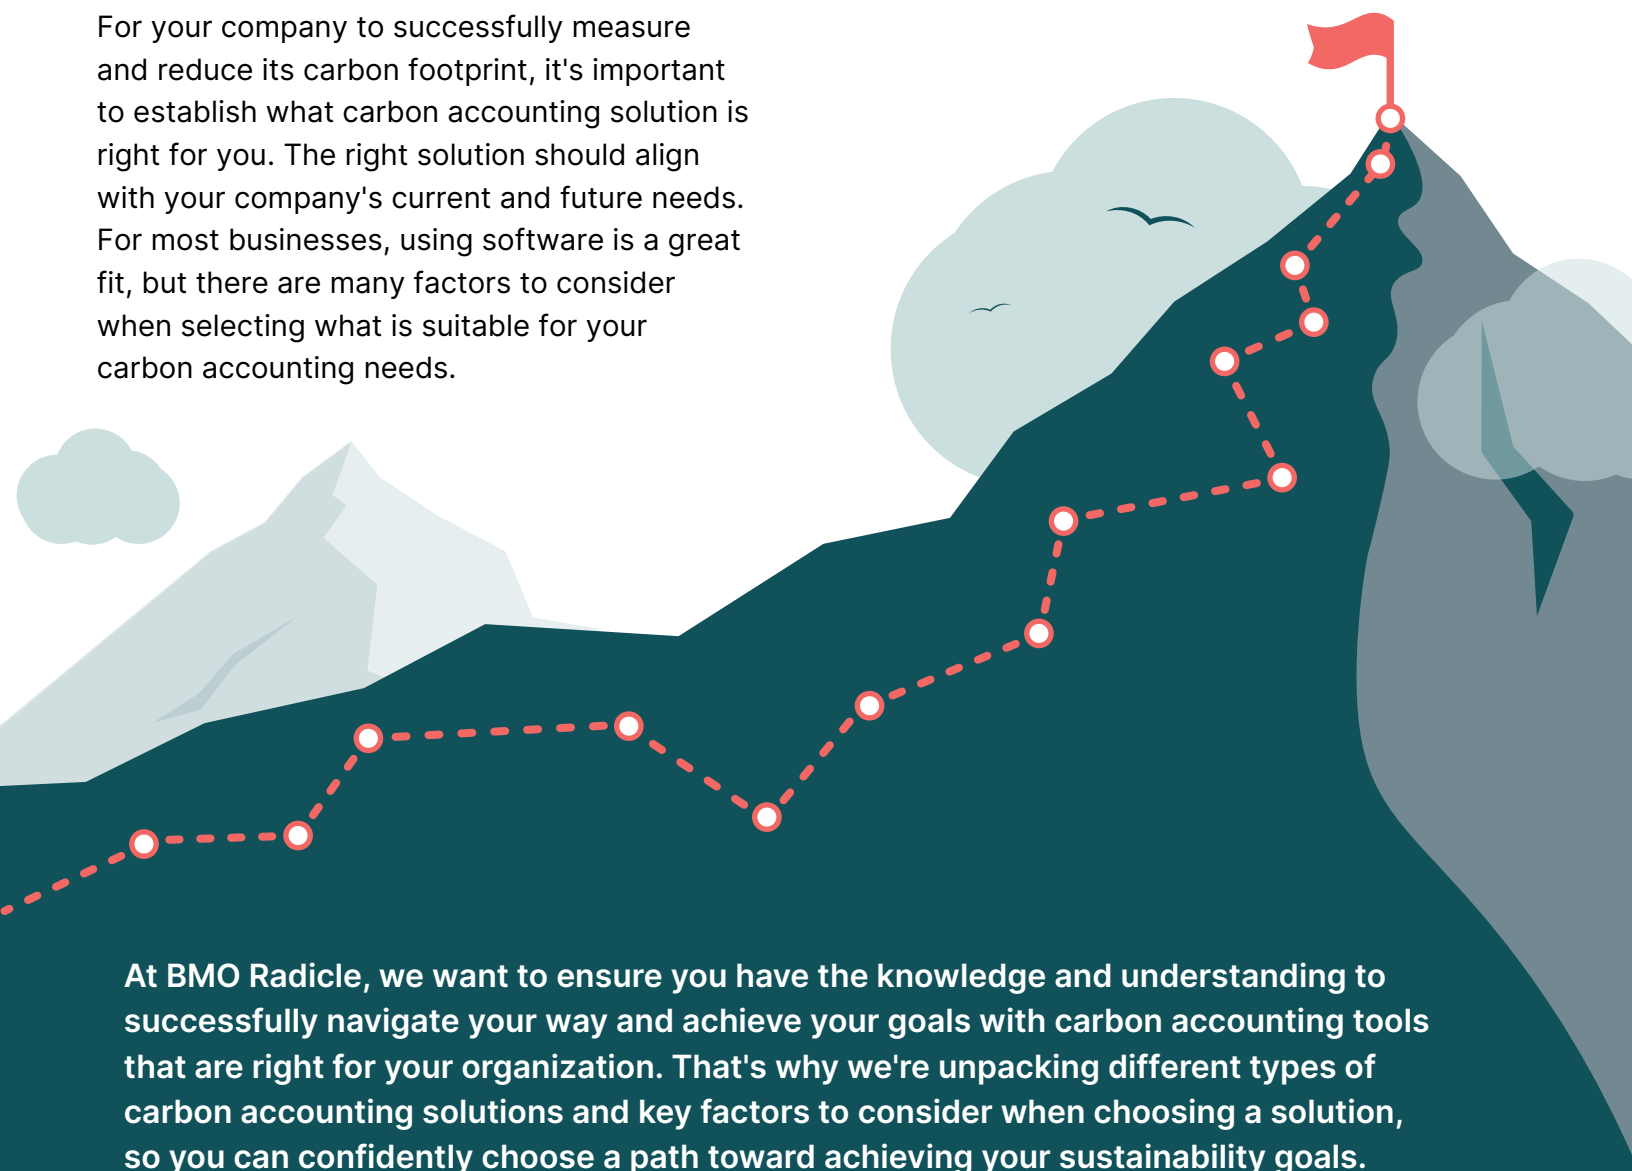 For your company to successfully measure
and reduce its carbon footprint, it's important
to establish what carbon accounting solution is
right for you. The right solution should align
with your company's current and future needs.
For most businesses, using software is a great
fit, but there are many factors to consider
when selecting what is suitable for your
carbon accounting needs.
At BMO Radicle, we want to ensure you have the knowledge and understanding to
successfully navigate your way and achieve your goals with carbon accounting tools
that are right for your organization. That's why we're unpacking different types of
carbon accounting solutions and key factors to consider when choosing a solution,
so you can confidently choose a path toward achieving your sustainability goals.